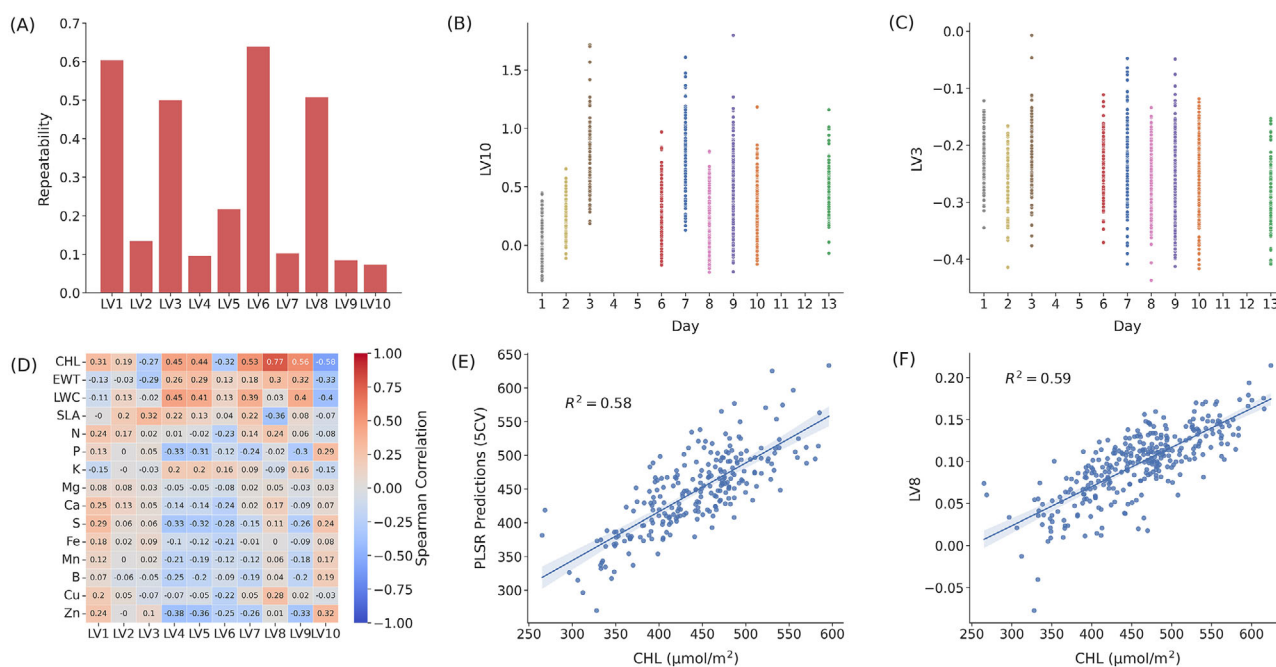 (A)
0.7
0.6
0.5
0.4
0.3
0.2
0.1
0.0
Repeatability
LV1 LV2 LV3 LV4 LV5 LV6 LV7 LV8 LV9 LV10
(B)
1.5
1.0
0.5
0.0
LV10
1 2 3 4 5 6 7 8 9 10 11 12 13
Day
(C)
0.0
−0.1
−0.2
−0.3
−0.4
LV3
1 2 3 4 5 6 7 8 9 10 11 12 13
Day
(D)
CHL 0.31 0.19 -0.27 0.45 0.44 -0.32 0.53 0.77 0.56 -0.58
EWT -0.13 -0.03 -0.29 0.26 0.29 0.13 0.18 0.3 0.32 -0.33
LWC -0.11 0.13 -0.02 0.45 0.41 0.13 0.39 -0.03 0.4 -0.4
SLA -0 0.2 0.32 0.22 0.13 0.04 0.22 -0.36 0.08 -0.07
N 0.24 0.17 0.02 0.01 -0.02 -0.23 0.14 0.24 0.06 -0.08
P 0.13 0 0.05 -0.33 -0.31 -0.2 -0.09 -0.02 -0.3 0.29
K -0.15 -0 -0.03 0.2 0.2 0.16 0.09 -0.09 0.16 -0.15
Mg 0.08 0.08 0.03 -0.05 -0.05 -0.08 -0.04 0.05 -0.03 0.03
Ca 0.25 0.13 0.05 -0.1 -0.14 -0.24 0.02 0.17 -0.09 0.07
S 0.29 0.06 0.06 -0.33 -0.32 -0.28 -0.15 0.11 -0.26 0.24
Fe 0.18 0.02 0.09 -0.1 -0.12 -0.21 -0.01 0 -0.09 0.08
Mn 0.12 0 0.02 -0.21 -0.19 -0.12 -0.12 -0.06 -0.18 0.17
B 0.07 -0.06 -0.05 -0.25 -0.2 -0.09 -0.19 0.04 -0.2 0.19
Cu 0.2 0.05 0.02 -0.05 -0.06 -0.22 0.05 0.28 0.02 -0.03
Zn 0.24 -0 0.1 -0.38 -0.36 -0.25 -0.26 0.01 -0.33 0.32
LV1 LV2 LV3 LV4 LV5 LV6 LV7 LV8 LV9 LV10
1.00
0.75
0.50
0.25
0.00
−0.25
−0.50
−0.75
−1.00
Spearman Correlation
(E)
R² = 0.58
650
600
550
500
450
400
350
300
PLSR Predictions (5CV)
250 300 350 400 450 500 550 600
CHL (μmol/m²)
(F)
R² = 0.59
0.20
0.15
0.10
0.05
0.00
−0.05
LV8
250 300 350 400 450 500 550 600
CHL (μmol/m²)